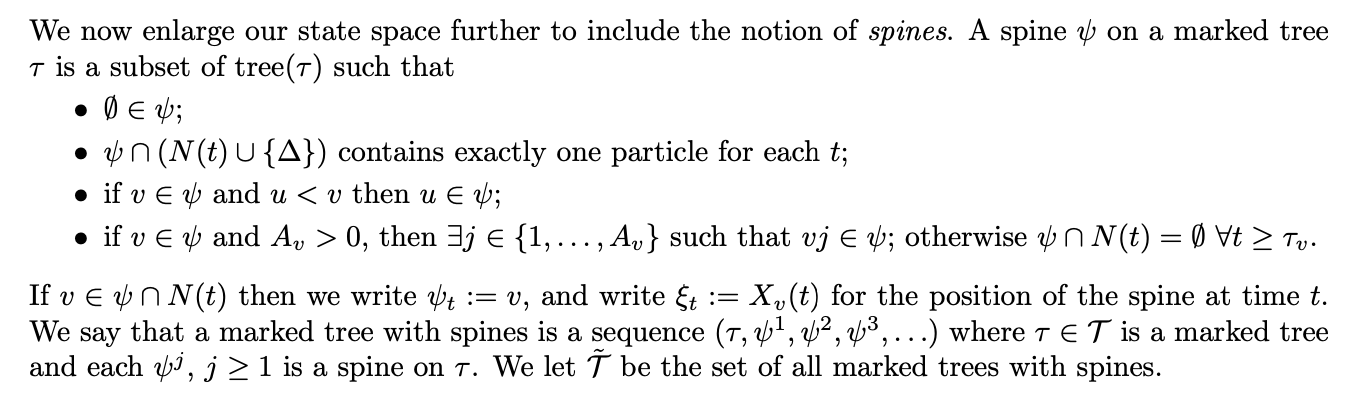 We now enlarge our state space further to include the notion of spines. A spine ψ on a marked tree
τ is a subset of tree(τ) such that
• ∅ ∈ ψ;
• ψ ∩ (N(t) ∪ {Δ}) contains exactly one particle for each t;
• if v ∈ ψ and u < v then u ∈ ψ;
• if v ∈ ψ and A_v > 0, then ∃j ∈ {1, . . . , A_v} such that vj ∈ ψ; otherwise ψ ∩ N(t) = ∅ ∀t ≥ τ_v.
If v ∈ ψ ∩ N(t) then we write ψ_t := v, and write ξ_t := X_v(t) for the position of the spine at time t.
We say that a marked tree with spines is a sequence (τ, ψ¹, ψ², ψ³, . . .) where τ ∈ 𝒯 is a marked tree
and each ψ^j, j ≥ 1 is a spine on τ. We let 𝒯̃ be the set of all marked trees with spines.